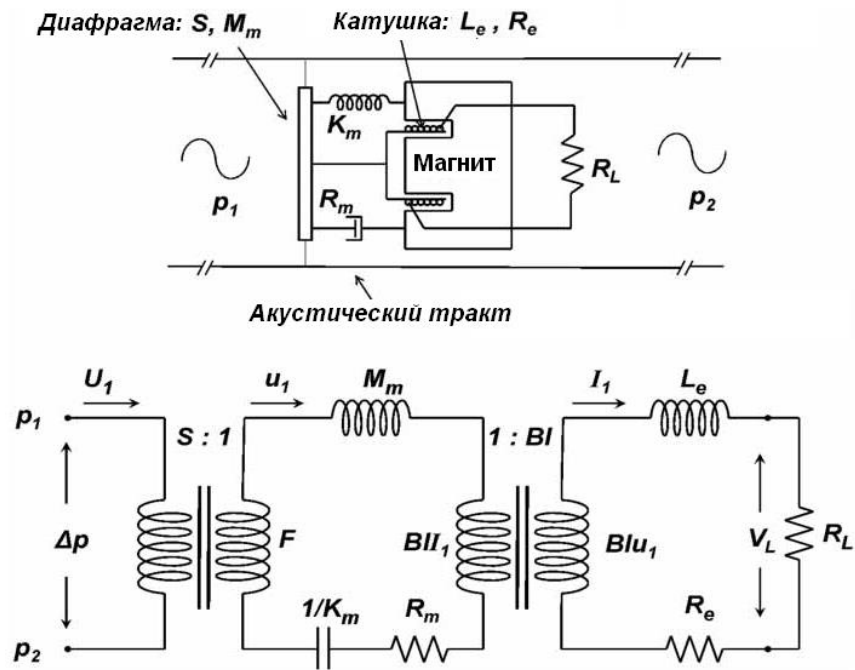 Диафрагма: S, Mm
Катушка: Le , Re
Km
Магнит
RL
p1
Rm
p2
Акустический тракт
U1
u1
Mm
I1
Le
p1
S : 1
1 : Bl
Δp
F
BlI1
Blu1
VL
RL
1/Km
Rm
Re
p2